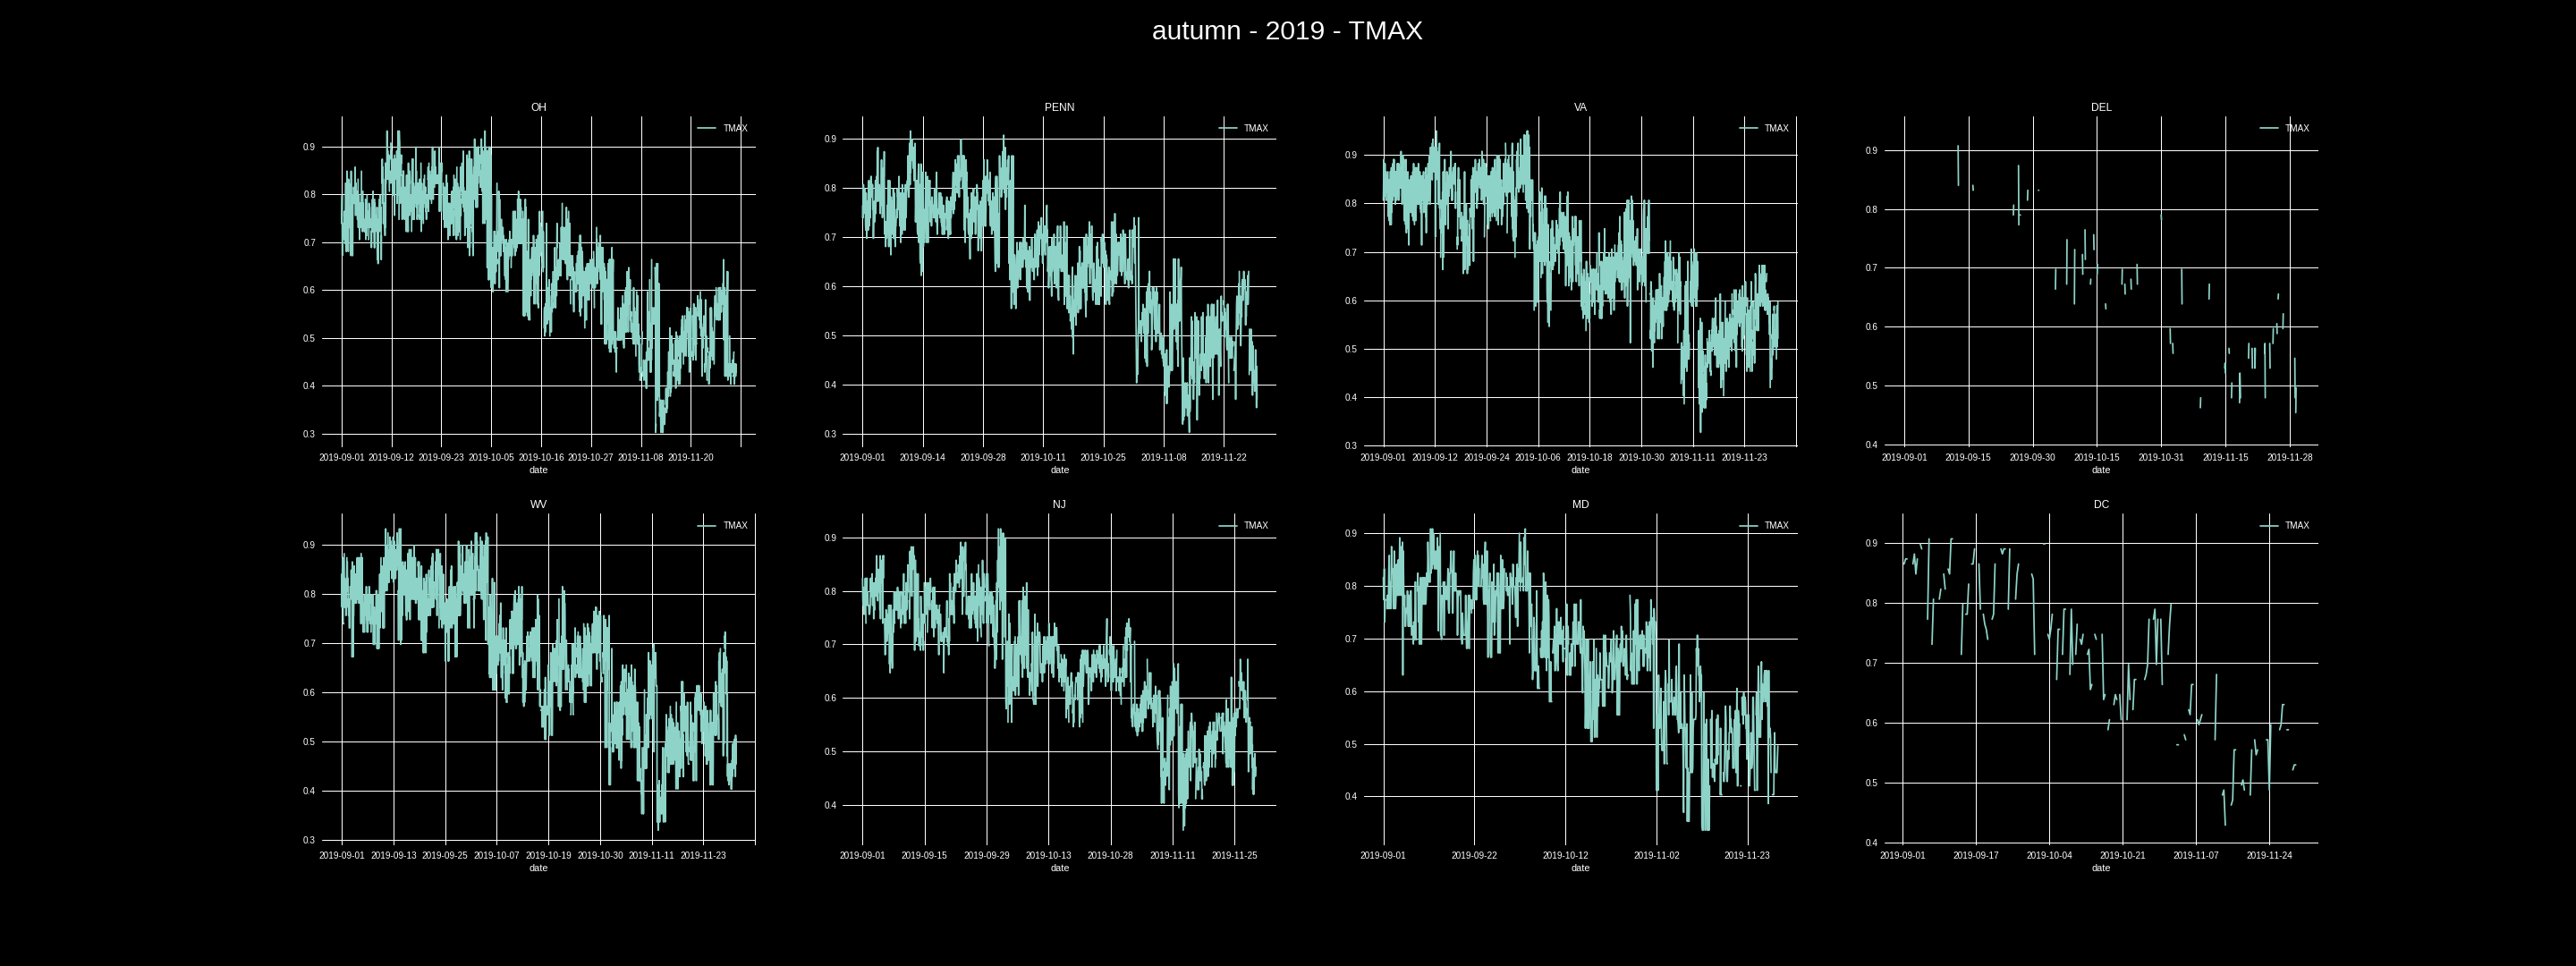 autumn - 2019 - TMAX
OH
TMAX
0.9
0.8
0.7
0.6
0.5
0.4
0.3
2019-09-01 2019-09-12 2019-09-23 2019-10-05 2019-10-16 2019-10-27 2019-11-08 2019-11-20
date
PENN
TMAX
0.9
0.8
0.7
0.6
0.5
0.4
0.3
2019-09-01 2019-09-14 2019-09-28 2019-10-11 2019-10-25 2019-11-08 2019-11-22
date
VA
TMAX
0.9
0.8
0.7
0.6
0.5
0.4
0.3
2019-09-01 2019-09-12 2019-09-24 2019-10-06 2019-10-18 2019-10-30 2019-11-11 2019-11-23
date
DEL
TMAX
0.9
0.8
0.7
0.6
0.5
0.4
2019-09-01 2019-09-15 2019-09-30 2019-10-15 2019-10-31 2019-11-15 2019-11-28
date
WV
TMAX
0.9
0.8
0.7
0.6
0.5
0.4
0.3
2019-09-01 2019-09-13 2019-09-25 2019-10-07 2019-10-19 2019-10-30 2019-11-11 2019-11-23
date
NJ
TMAX
0.9
0.8
0.7
0.6
0.5
0.4
2019-09-01 2019-09-15 2019-09-29 2019-10-13 2019-10-28 2019-11-11 2019-11-25
date
MD
TMAX
0.9
0.8
0.7
0.6
0.5
0.4
2019-09-01 2019-09-22 2019-10-12 2019-11-02 2019-11-23
date
DC
TMAX
0.9
0.8
0.7
0.6
0.5
0.4
2019-09-01 2019-09-17 2019-10-04 2019-10-21 2019-11-07 2019-11-24
date